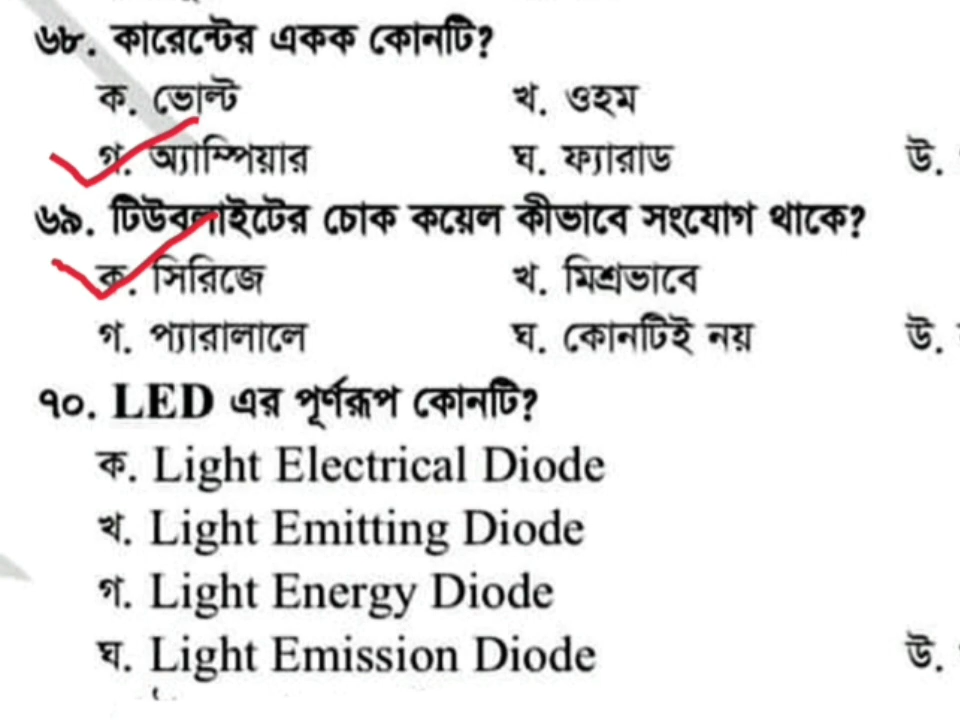 ৬৮. কারেন্টের একক কোনটি?
ক. ভোল্ট খ. ওহম
গ. অ্যাম্পিয়ার ঘ. ফ্যারাড উ.
৬৯. টিউবলাইটের চোক কয়েল কীভাবে সংযোগ থাকে?
ক. সিরিজে খ. মিশ্রভাবে
গ. প্যারালালে ঘ. কোনটিই নয় উ.
৭০. LED এর পূর্ণরূপ কোনটি?
ক. Light Electrical Diode
খ. Light Emitting Diode
গ. Light Energy Diode
ঘ. Light Emission Diode উ.